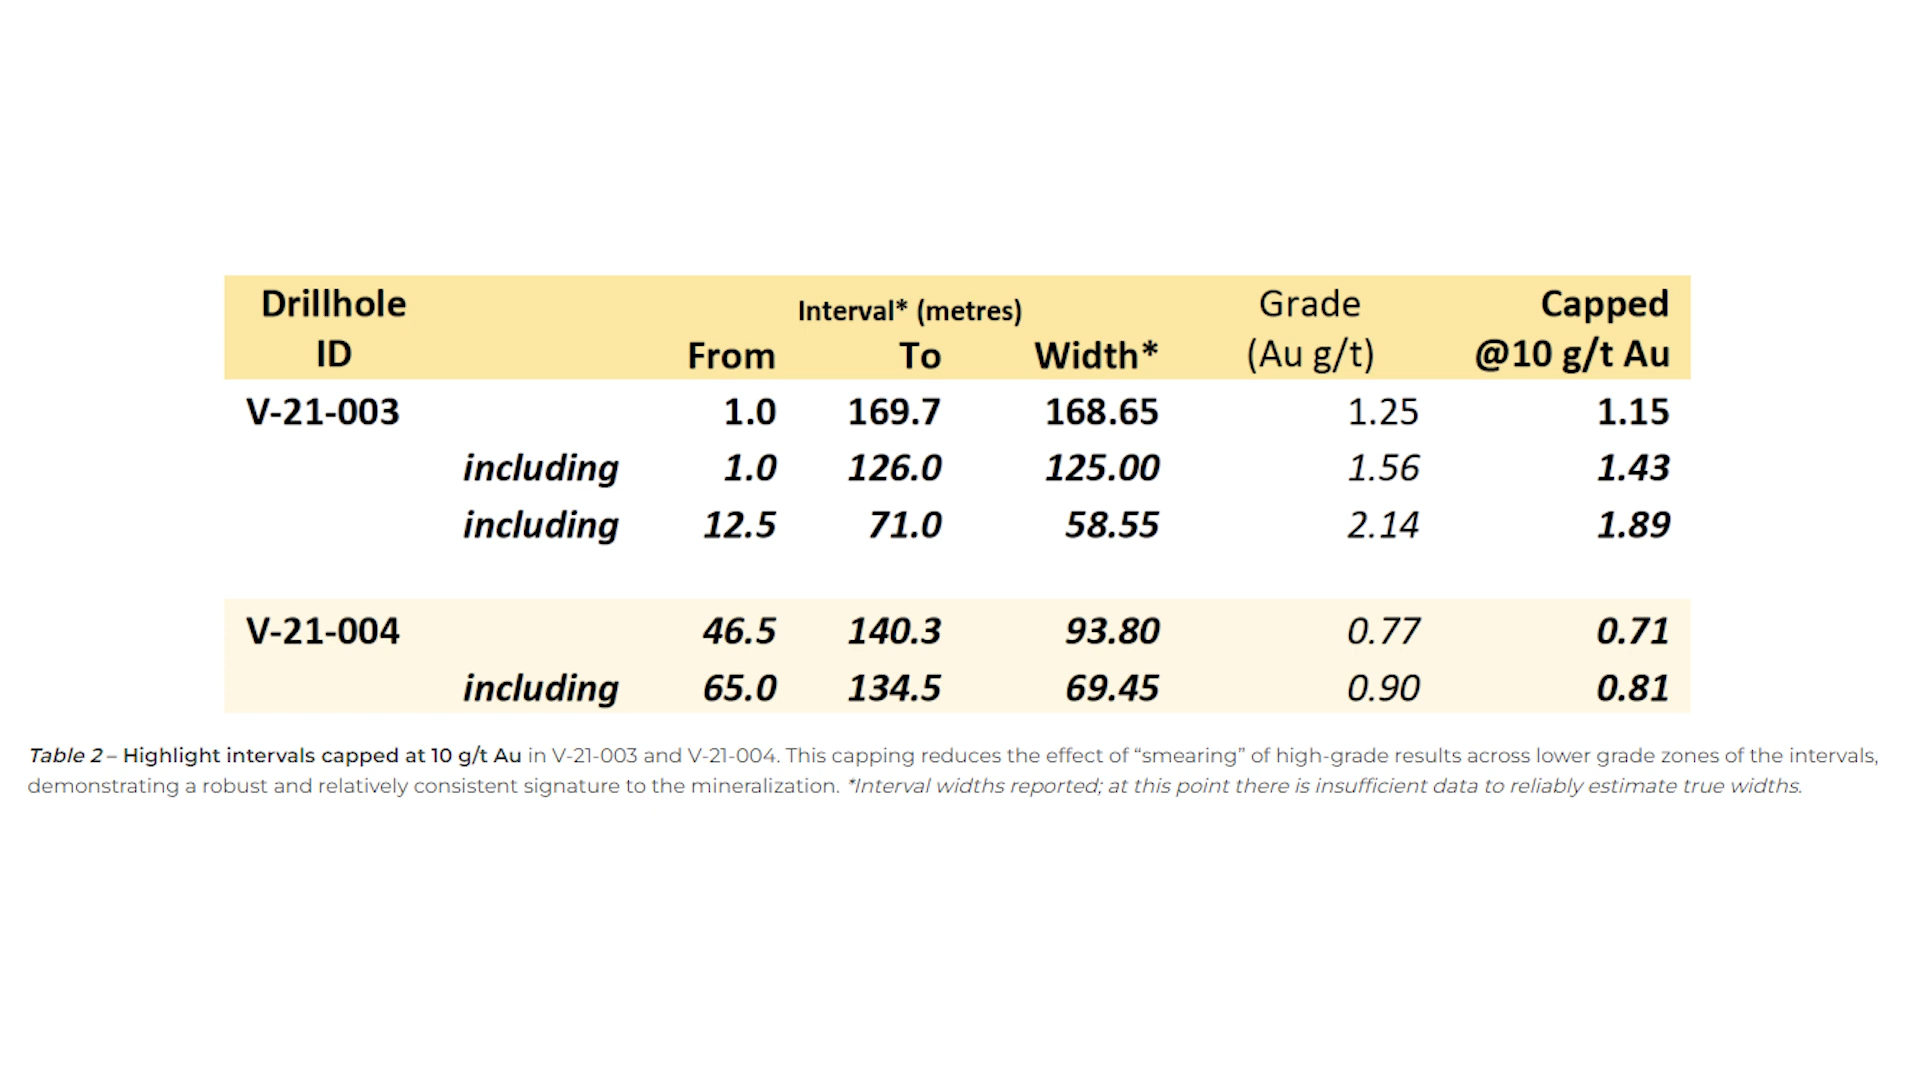 Drillhole Interval* (metres) Grade Capped
ID From To Width* (Au g/t) @10 g/t Au
V-21-003 1.0 169.7 168.65 1.25 1.15
including 1.0 126.0 125.00 1.56 1.43
including 12.5 71.0 58.55 2.14 1.89
V-21-004 46.5 140.3 93.80 0.77 0.71
including 65.0 134.5 69.45 0.90 0.81
Table 2 – Highlight intervals capped at 10 g/t Au in V-21-003 and V-21-004. This capping reduces the effect of “smearing” of high-grade results across lower grade zones of the intervals,
demonstrating a robust and relatively consistent signature to the mineralization. *Interval widths reported; at this point there is insufficient data to reliably estimate true widths.